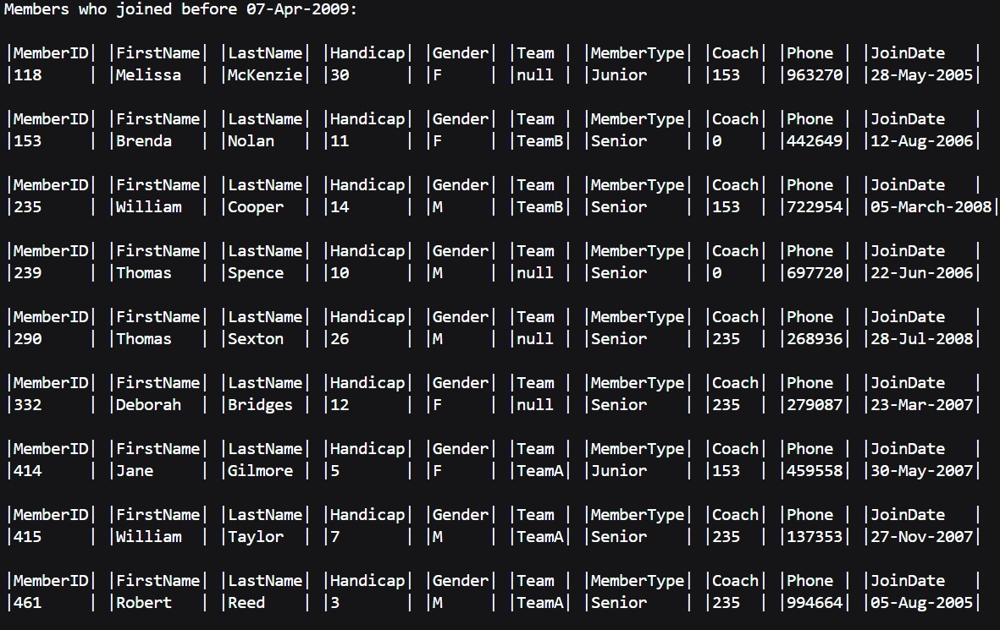 Members who joined before 07-Apr-2009:

|MemberID| |FirstName| |LastName| |Handicap| |Gender| |Team | |MemberType| |Coach| |Phone | |JoinDate   |
|118     | |Melissa  | |McKenzie| |30      | |F     | |null | |Junior    | |153  | |963270| |28-May-2005|

|MemberID| |FirstName| |LastName| |Handicap| |Gender| |Team | |MemberType| |Coach| |Phone | |JoinDate   |
|153     | |Brenda   | |Nolan   | |11      | |F     | |TeamB| |Senior    | |0    | |442649| |12-Aug-2006|

|MemberID| |FirstName| |LastName| |Handicap| |Gender| |Team | |MemberType| |Coach| |Phone | |JoinDate   |
|235     | |William  | |Cooper  | |14      | |M     | |TeamB| |Senior    | |153  | |722954| |05-March-2008|

|MemberID| |FirstName| |LastName| |Handicap| |Gender| |Team | |MemberType| |Coach| |Phone | |JoinDate   |
|239     | |Thomas   | |Spence  | |10      | |M     | |null | |Senior    | |0    | |697720| |22-Jun-2006|

|MemberID| |FirstName| |LastName| |Handicap| |Gender| |Team | |MemberType| |Coach| |Phone | |JoinDate   |
|290     | |Thomas   | |Sexton  | |26      | |M     | |null | |Senior    | |235  | |268936| |28-Jul-2008|

|MemberID| |FirstName| |LastName| |Handicap| |Gender| |Team | |MemberType| |Coach| |Phone | |JoinDate   |
|332     | |Deborah  | |Bridges | |12      | |F     | |null | |Senior    | |235  | |279087| |23-Mar-2007|

|MemberID| |FirstName| |LastName| |Handicap| |Gender| |Team | |MemberType| |Coach| |Phone | |JoinDate   |
|414     | |Jane     | |Gilmore | |5       | |F     | |TeamA| |Junior    | |153  | |459558| |30-May-2007|

|MemberID| |FirstName| |LastName| |Handicap| |Gender| |Team | |MemberType| |Coach| |Phone | |JoinDate   |
|415     | |William  | |Taylor  | |7       | |M     | |TeamA| |Senior    | |235  | |137353| |27-Nov-2007|

|MemberID| |FirstName| |LastName| |Handicap| |Gender| |Team | |MemberType| |Coach| |Phone | |JoinDate   |
|461     | |Robert   | |Reed    | |3       | |M     | |TeamA| |Senior    | |235  | |994664| |05-Aug-2005|